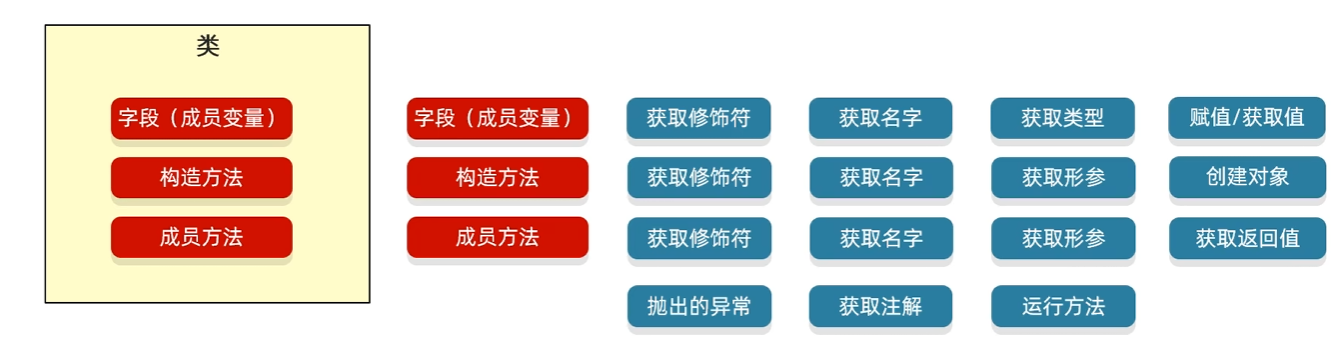 类
字段（成员变量）
构造方法
成员方法
字段（成员变量） 获取修饰符 获取名字 获取类型 赋值/获取值
构造方法 获取修饰符 获取名字 获取形参 创建对象
成员方法 获取修饰符 获取名字 获取形参 获取返回值
抛出的异常 获取注解 运行方法